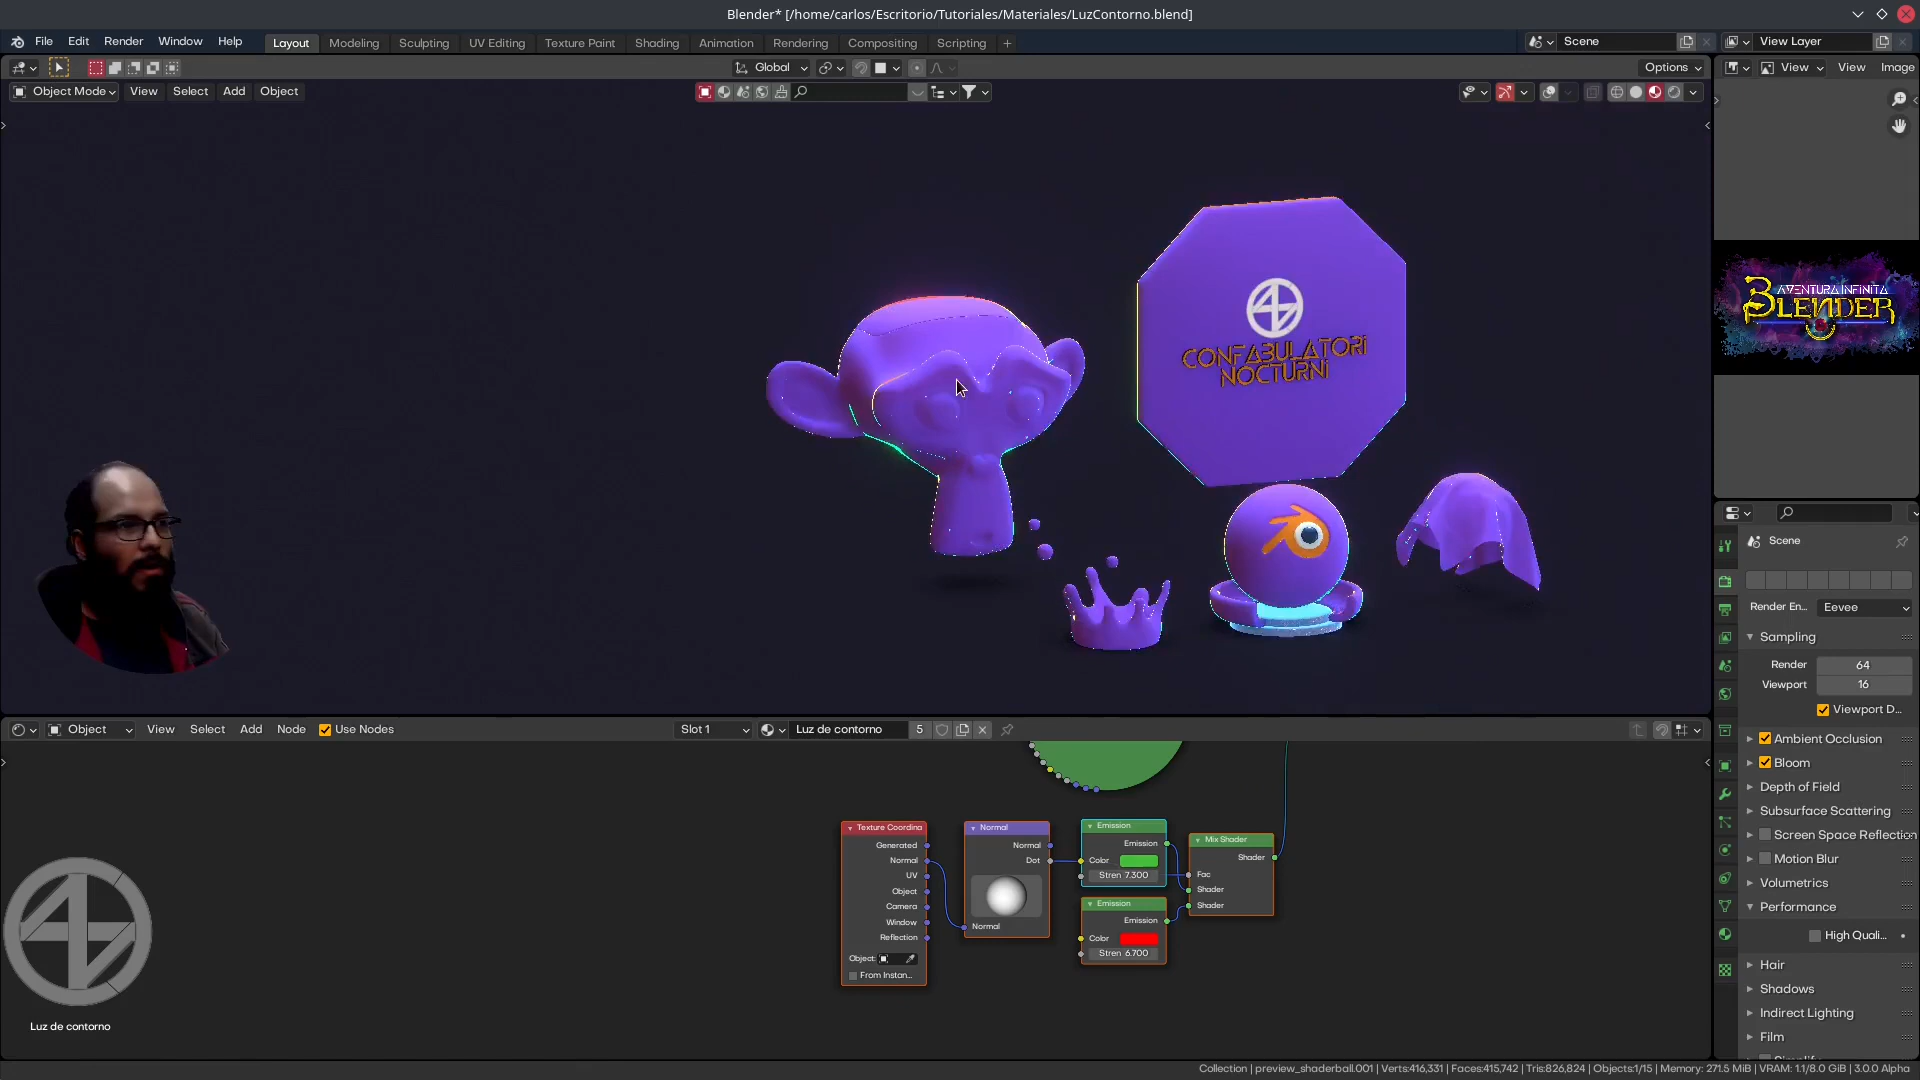 Blender* [/home/carlos/Escritorio/Tutoriales/Materiales/LuzContorno.blend]
File Edit Render Window Help
Layout Modeling Sculpting UV Editing Texture Paint Shading Animation Rendering Compositing Scripting +
Scene
View Layer
Global
Options
View View Image
Object Mode View Select Add Object
CONFABULATORI
NOCTURNI
AVENTURA INFINITA
BLENDER
Scene
Render En... Eevee
Sampling
Render 64
Viewport 16
Viewport D...
Ambient Occlusion
Bloom
Depth of Field
Subsurface Scattering
Screen Space Reflection
Motion Blur
Volumetrics
Performance
High Quali...
Hair
Shadows
Indirect Lighting
Film
Object View Select Add Node Use Nodes
Slot 1
Luz de contorno 5
Texture Coordina
Generated
Normal
UV
Object
Camera
Window
Reflection
Object:
From Instan...
Normal
Normal
Dot
Normal
Emission
Emission
Color
Stren 7.300
Emission
Emission
Color
Stren 6.700
Mix Shader
Shader
Fac
Shader
Shader
Luz de contorno
Collection | preview_shaderball.001 | Verts:416,331 | Faces:415,742 | Tris:826,824 | Objects:1/15 | Memory: 271.5 MiB | VRAM: 1.1/8.0 GiB | 3.0.0 Alpha